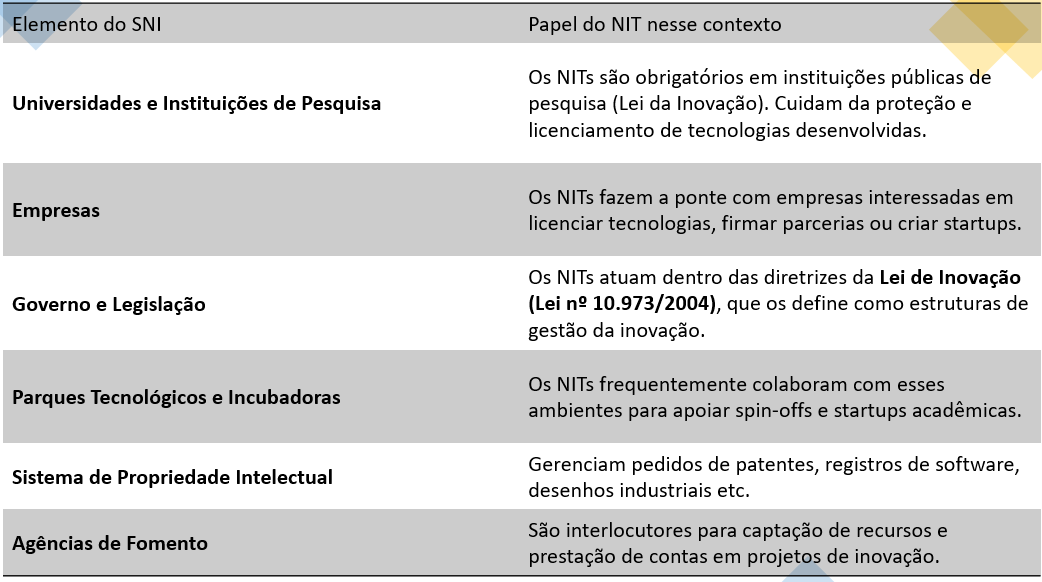 Elemento do SNI
Papel do NIT nesse contexto
Universidades e Instituições de Pesquisa
Os NITs são obrigatórios em instituições públicas de
pesquisa (Lei da Inovação). Cuidam da proteção e
licenciamento de tecnologias desenvolvidas.
Empresas
Os NITs fazem a ponte com empresas interessadas em
licenciar tecnologias, firmar parcerias ou criar startups.
Governo e Legislação
Os NITs atuam dentro das diretrizes da Lei de Inovação
(Lei nº 10.973/2004), que os define como estruturas de
gestão da inovação.
Parques Tecnológicos e Incubadoras
Os NITs frequentemente colaboram com esses
ambientes para apoiar spin-offs e startups acadêmicas.
Sistema de Propriedade Intelectual
Gerenciam pedidos de patentes, registros de software,
desenhos industriais etc.
Agências de Fomento
São interlocutores para captação de recursos e
prestação de contas em projetos de inovação.